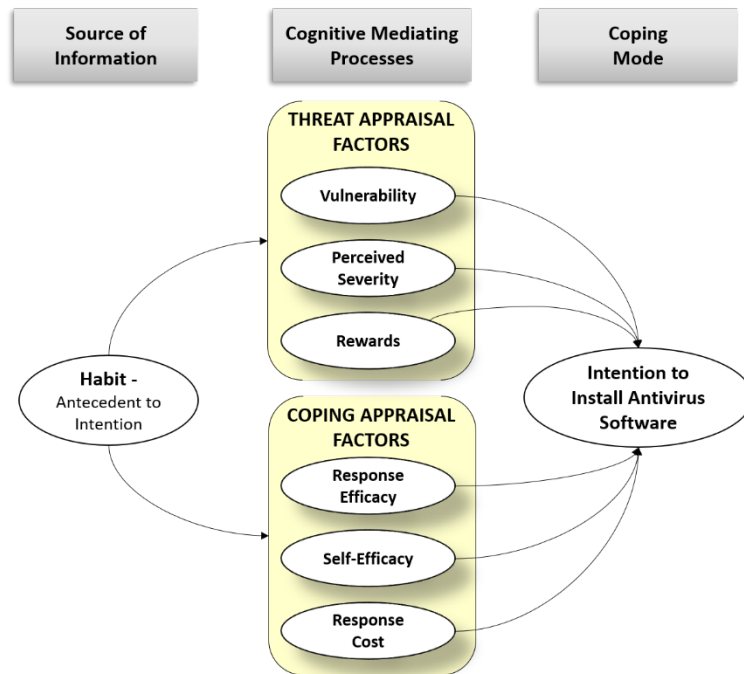 Source of
Information
Cognitive Mediating
Processes
Coping
Mode
THREAT APPRAISAL
FACTORS
Vulnerability
Perceived
Severity
Rewards
Habit -
Antecedent to
Intention
Intention to
Install Antivirus
Software
COPING APPRAISAL
FACTORS
Response
Efficacy
Self-Efficacy
Response
Cost